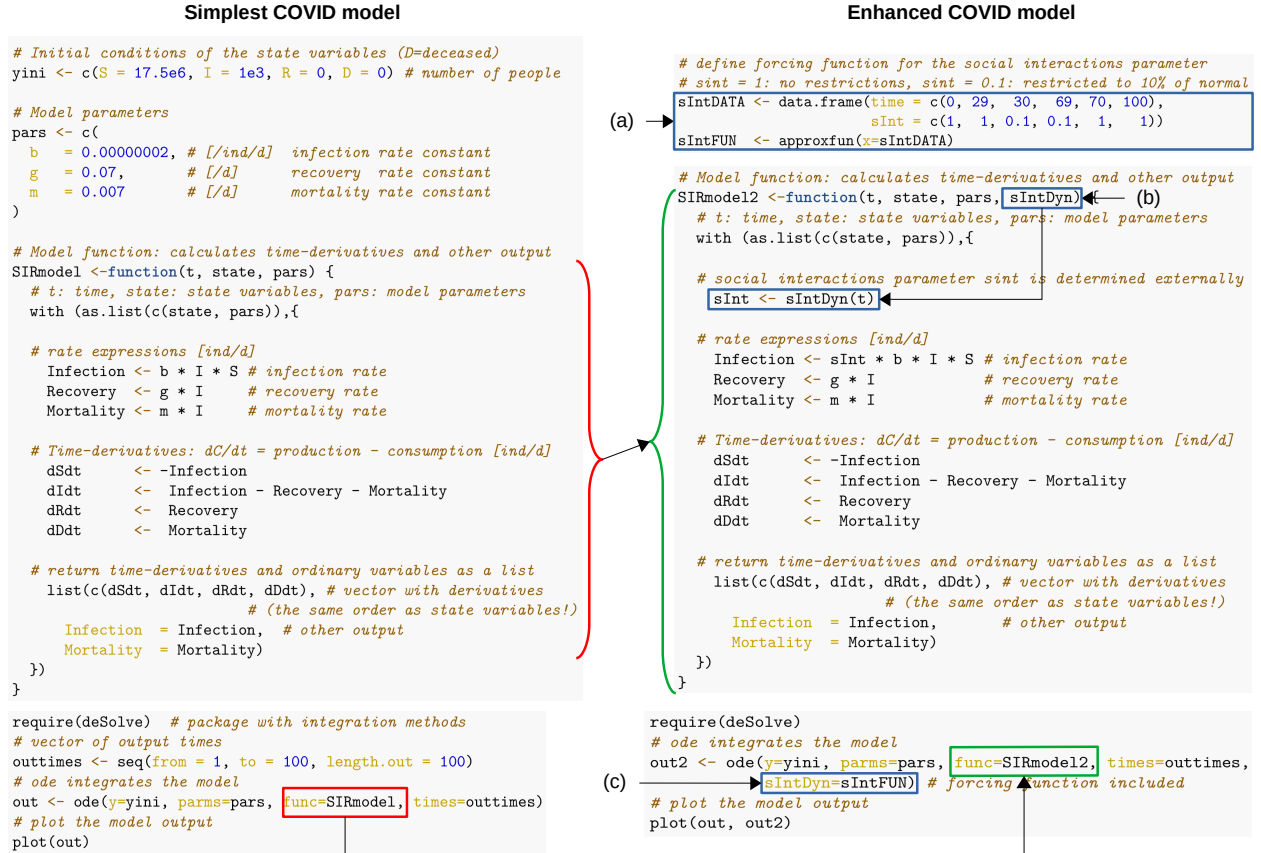 Simplest COVID model
# Initial conditions of the state variables (D=deceased)
yini <- c(S = 17.5e6, I = 1e3, R = 0, D = 0) # number of people
# Model parameters
pars <- c(
  b   = 0.00000002, # [/ind/d]  infection rate constant
  g   = 0.07,       # [/d]      recovery  rate constant
  m   = 0.007       # [/d]      mortality rate constant
)
# Model function: calculates time-derivatives and other output
SIRmodel <-function(t, state, pars) {
  # t: time, state: state variables, pars: model parameters
  with (as.list(c(state, pars)),{
  # rate expressions [ind/d]
    Infection <- b * I * S # infection rate
    Recovery  <- g * I     # recovery rate
    Mortality <- m * I     # mortality rate
  # Time-derivatives: dC/dt = production - consumption [ind/d]
    dSdt      <- -Infection
    dIdt      <-  Infection - Recovery - Mortality
    dRdt      <-  Recovery
    dDdt      <-  Mortality
  # return time-derivatives and ordinary variables as a list
    list(c(dSdt, dIdt, dRdt, dDdt), # vector with derivatives
                           # (the same order as state variables!)
      Infection  = Infection,  # other output
      Mortality  = Mortality)
  })
}
require(deSolve)  # package with integration methods
# vector of output times
outtimes <- seq(from = 1, to = 100, length.out = 100)
# ode integrates the model
out <- ode(y=yini, parms=pars, func=SIRmodel, times=outtimes)
# plot the model output
plot(out)
Enhanced COVID model
# define forcing function for the social interactions parameter
# sint = 1: no restrictions, sint = 0.1: restricted to 10% of normal
(a)
sIntDATA <- data.frame(time = c(0, 29,  30,  69, 70, 100),
                      sInt = c(1,  1, 0.1, 0.1,  1,   1))
sIntFUN  <- approxfun(x=sIntDATA)
# Model function: calculates time-derivatives and other output
SIRmodel2 <-function(t, state, pars, sIntDyn) {
(b)
  # t: time, state: state variables, pars: model parameters
  with (as.list(c(state, pars)),{
  # social interactions parameter sint is determined externally
    sInt <- sIntDyn(t)
  # rate expressions [ind/d]
    Infection <- sInt * b * I * S # infection rate
    Recovery  <- g * I            # recovery rate
    Mortality <- m * I            # mortality rate
  # Time-derivatives: dC/dt = production - consumption [ind/d]
    dSdt      <- -Infection
    dIdt      <-  Infection - Recovery - Mortality
    dRdt      <-  Recovery
    dDdt      <-  Mortality
  # return time-derivatives and ordinary variables as a list
    list(c(dSdt, dIdt, dRdt, dDdt), # vector with derivatives
                       # (the same order as state variables!)
      Infection  = Infection,       # other output
      Mortality  = Mortality)
  })
}
require(deSolve)
# ode integrates the model
out2 <- ode(y=yini, parms=pars, func=SIRmodel2, times=outtimes,
(c)
            sIntDyn=sIntFUN) # forcing function included
# plot the model output
plot(out, out2)